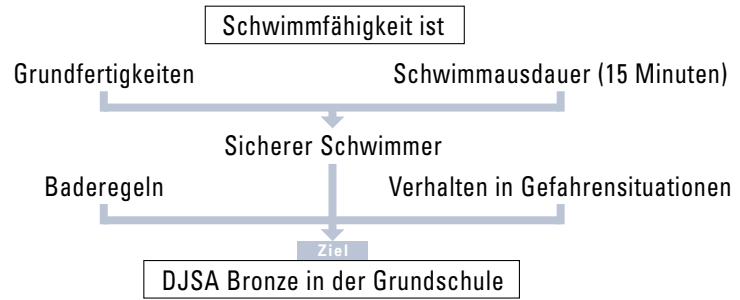 Schwimmfähigkeit ist
Grundfertigkeiten Schwimmausdauer (15 Minuten)
Sicherer Schwimmer
Baderegeln Verhalten in Gefahrensituationen
Ziel
DJSA Bronze in der Grundschule